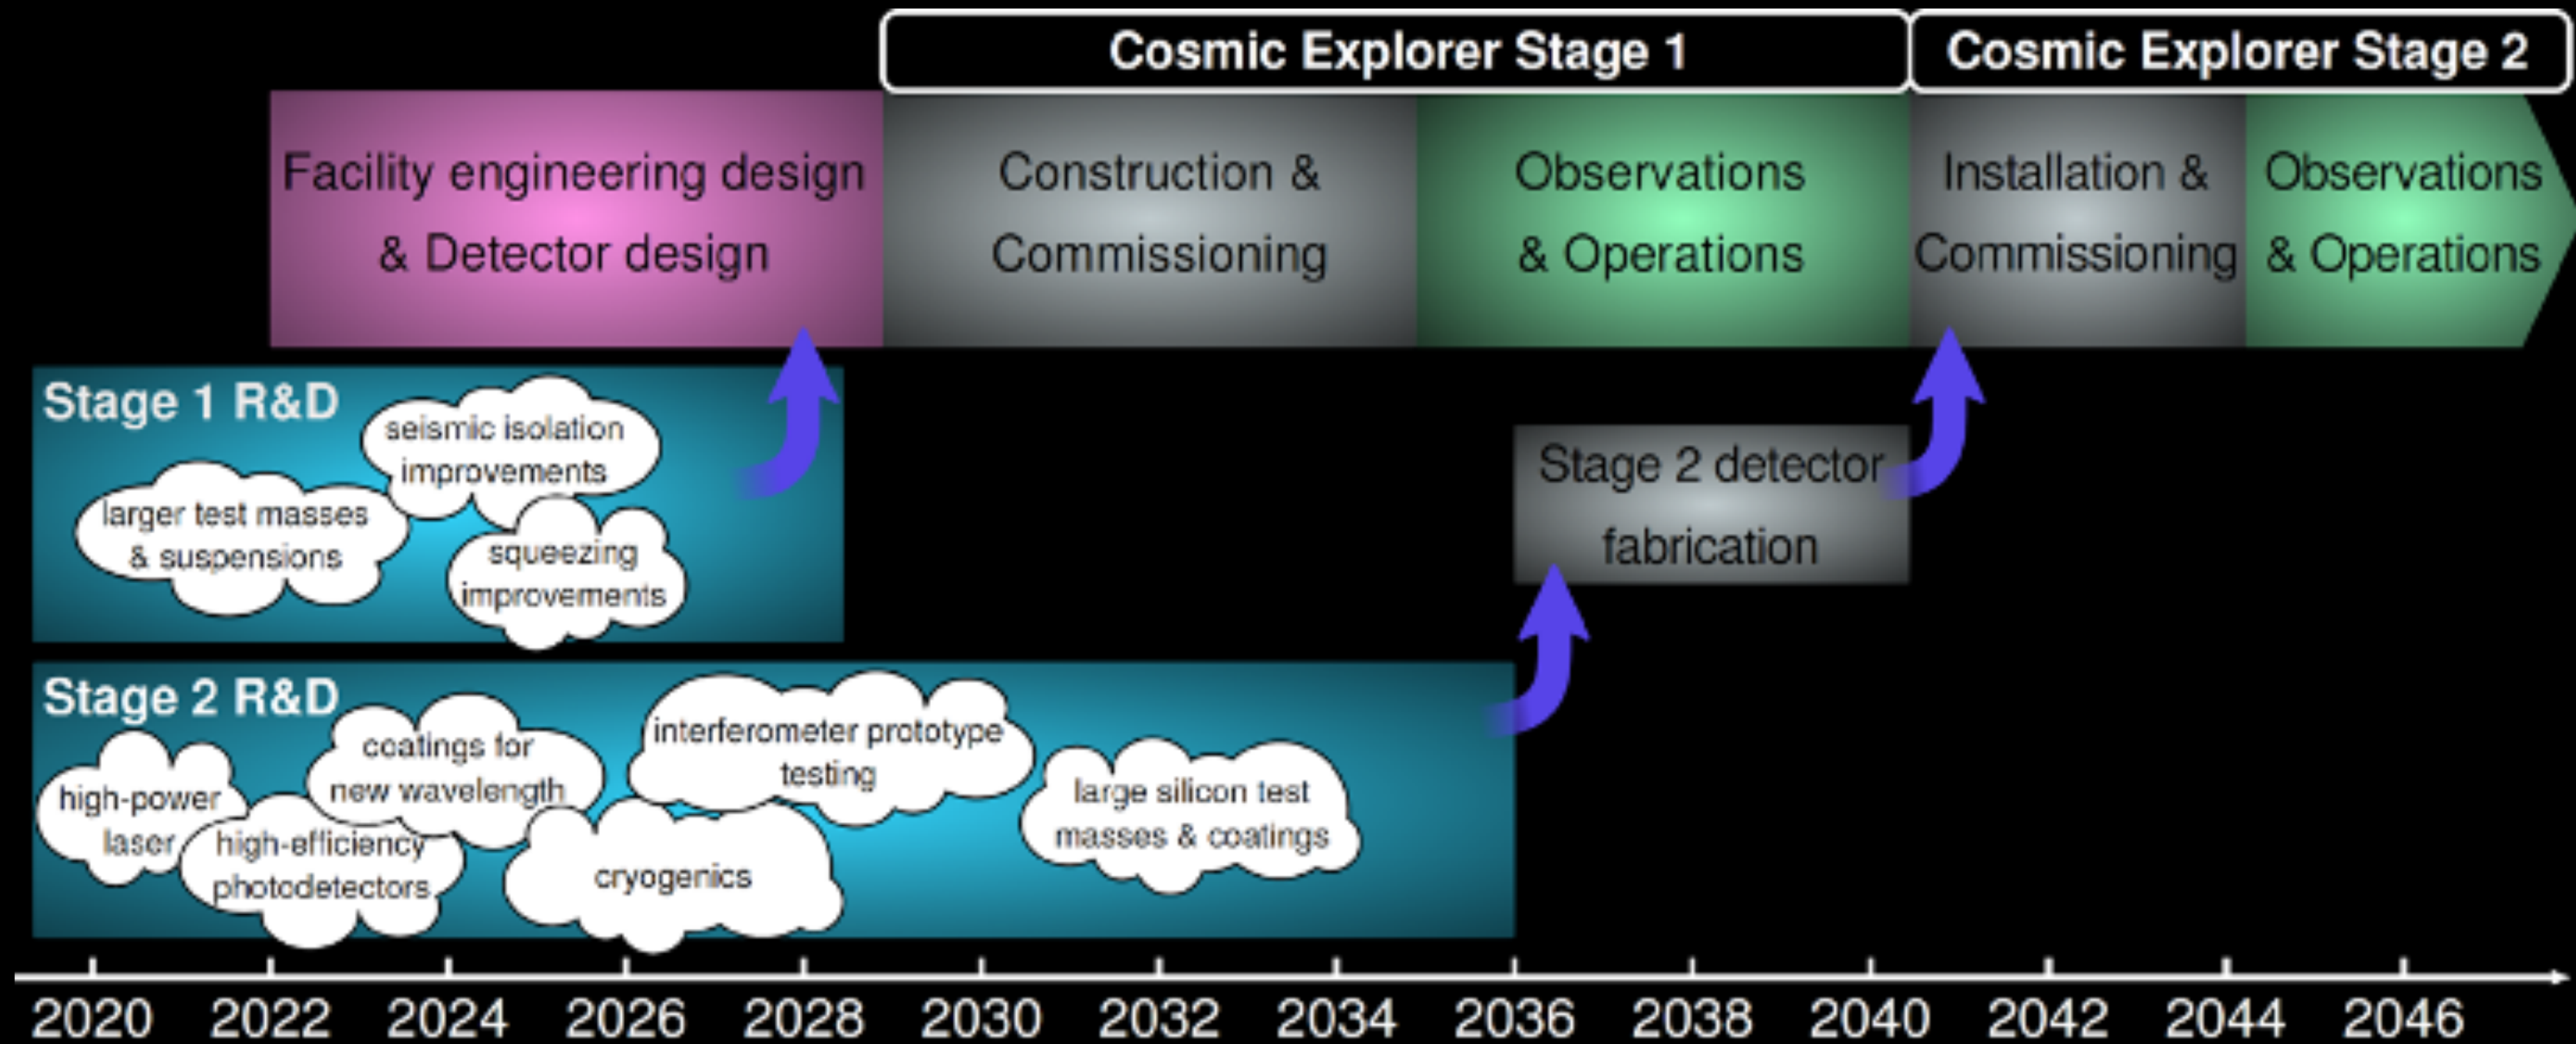 Cosmic Explorer Stage 1
Cosmic Explorer Stage 2
Facility engineering design
& Detector design
Construction &
Commissioning
Observations
& Operations
Installation &
Commissioning
Observations
& Operations
Stage 1 R&D
seismic isolation
improvements
larger test masses
& suspensions
squeezing
improvements
Stage 2 detector
fabrication
Stage 2 R&D
high-power
laser
high-efficiency
photodetectors
coatings for
new wavelength
cryogenics
interferometer prototype
testing
large silicon test
masses & coatings
2020 2022 2024 2026 2028 2030 2032 2034 2036 2038 2040 2042 2044 2046